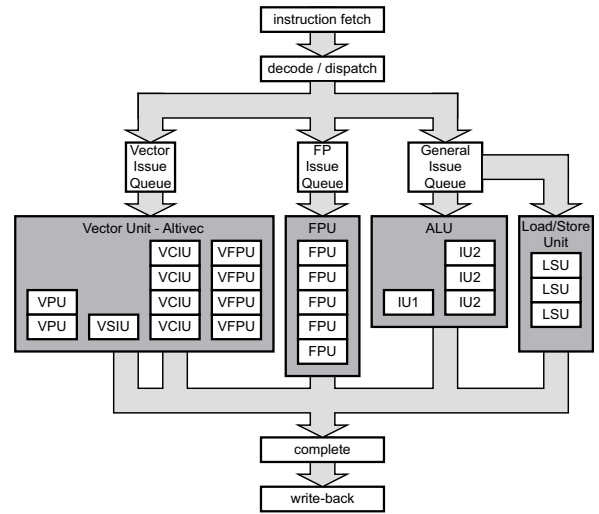 instruction fetch
decode / dispatch
Vector
Issue
Queue
FP
Issue
Queue
General
Issue
Queue
Vector Unit - Altivec
VPU
VPU
VSIU
VCIU
VCIU
VCIU
VCIU
VFPU
VFPU
VFPU
VFPU
FPU
FPU
FPU
FPU
FPU
FPU
ALU
IU1
IU2
IU2
IU2
Load/Store
Unit
LSU
LSU
LSU
complete
write-back